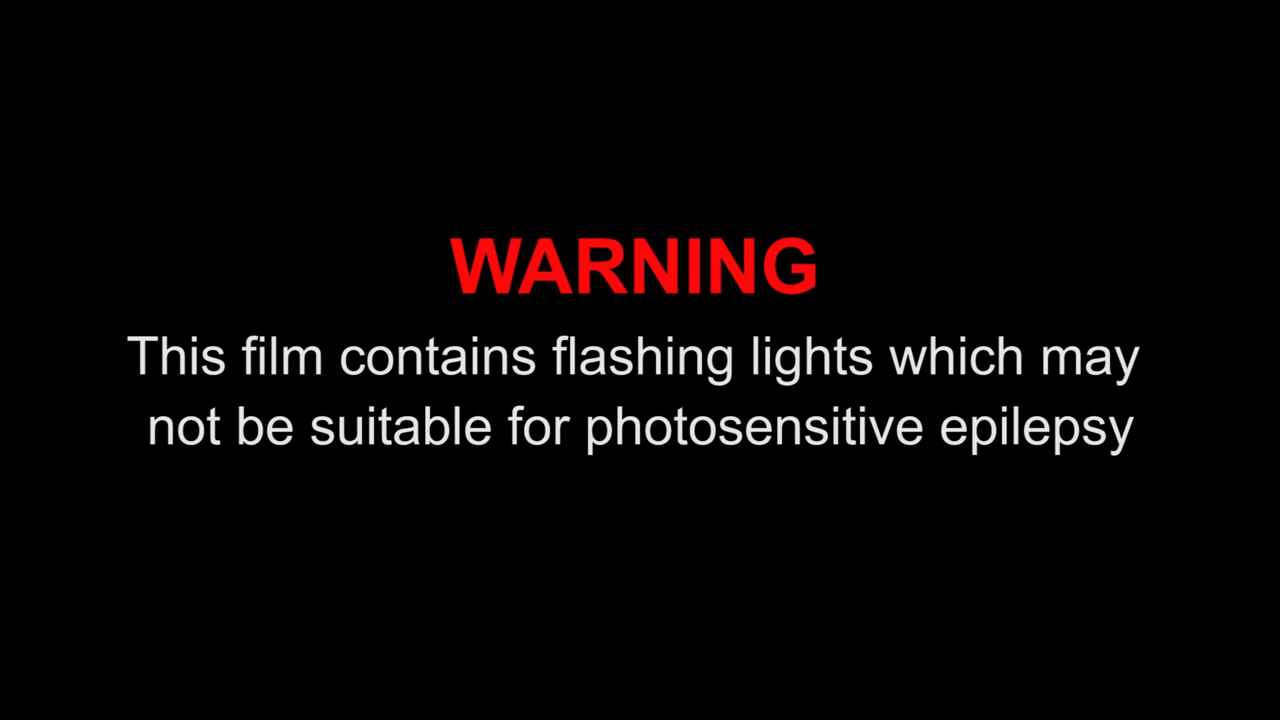 WARNING
This film contains flashing lights which may
not be suitable for photosensitive epilepsy